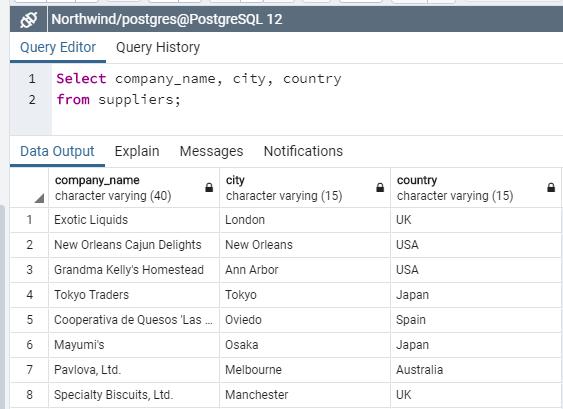 Northwind/postgres@PostgreSQL 12
Query Editor Query History
1 Select company_name, city, country
2 from suppliers;
Data Output Explain Messages Notifications
company_name city country
character varying (40) character varying (15) character varying (15)
1 Exotic Liquids London UK
2 New Orleans Cajun Delights New Orleans USA
3 Grandma Kelly's Homestead Ann Arbor USA
4 Tokyo Traders Tokyo Japan
5 Cooperativa de Quesos 'Las ... Oviedo Spain
6 Mayumi's Osaka Japan
7 Pavlova, Ltd. Melbourne Australia
8 Specialty Biscuits, Ltd. Manchester UK